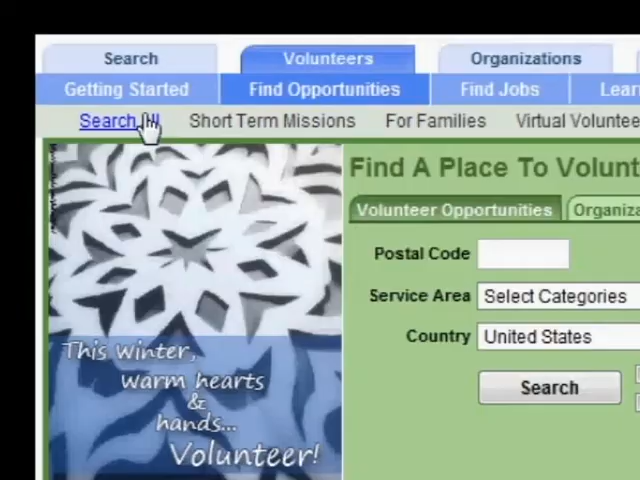 Search Volunteers Organizations
Getting Started Find Opportunities Find Jobs
Search Short Term Missions For Families Virtual
Find A Place To
Volunteer Opportunities
Postal Code
Service Area Select Categories
Country United States
Search
This Winter,
warm hearts
&
hands...
Volunteer!